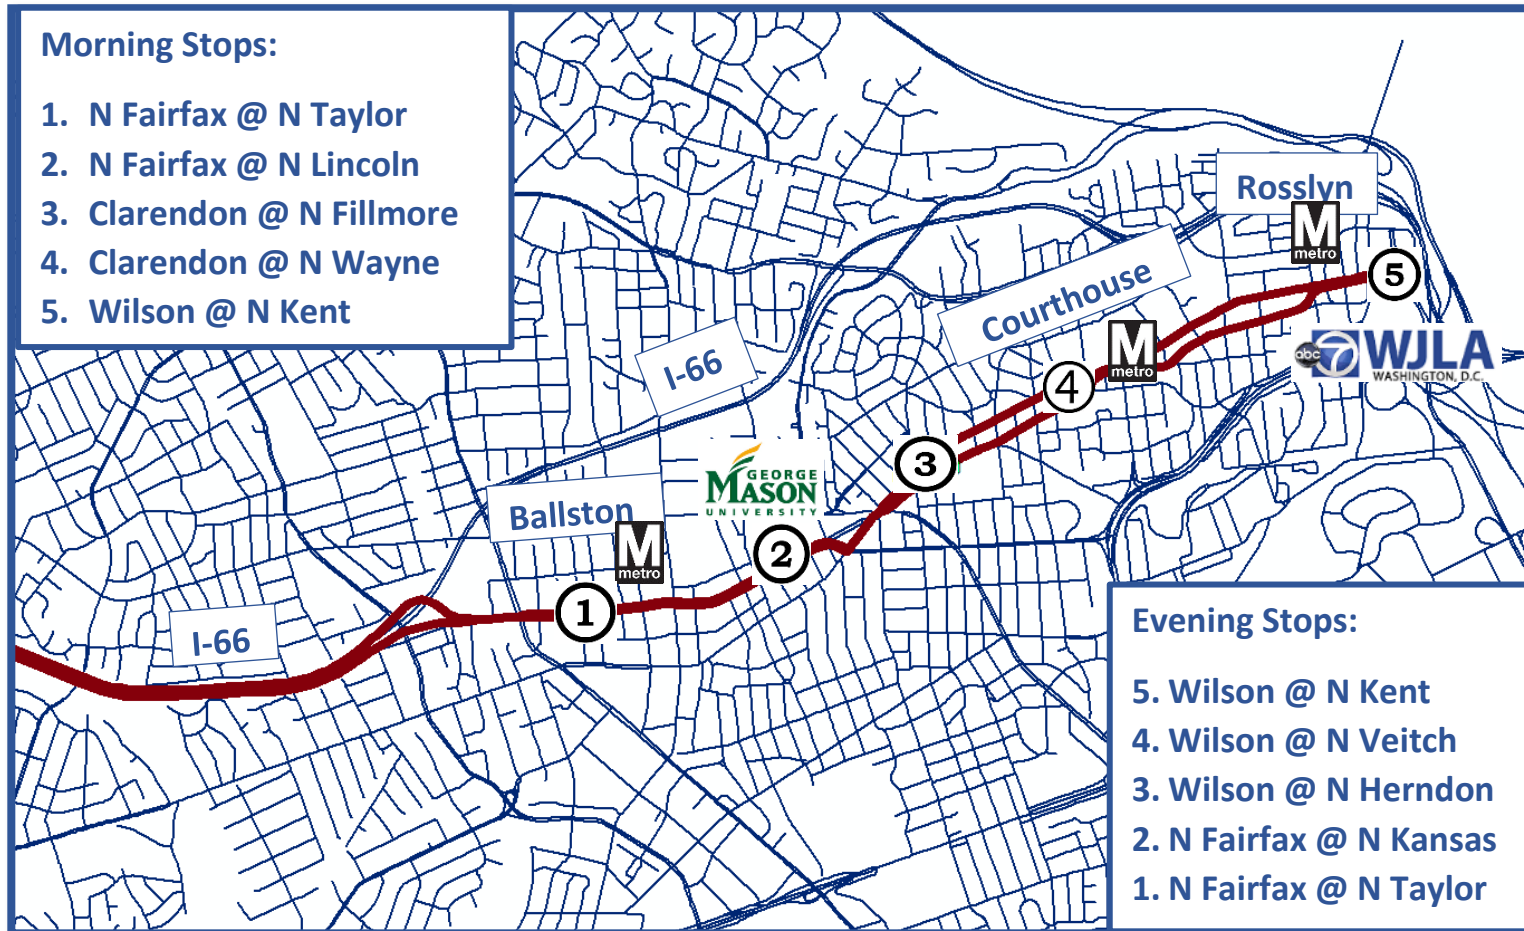 Morning Stops:
1. N Fairfax @ N Taylor
2. N Fairfax @ N Lincoln
3. Clarendon @ N Fillmore
4. Clarendon @ N Wayne
5. Wilson @ N Kent
Rosslyn
M
metro
5
Courthouse
M
metro
abc 7 WJLA
WASHINGTON, D.C.
I-66
4
3
GEORGE
MASON
UNIVERSITY
Ballston
M
metro
2
1
I-66
Evening Stops:
5. Wilson @ N Kent
4. Wilson @ N Veitch
3. Wilson @ N Herndon
2. N Fairfax @ N Kansas
1. N Fairfax @ N Taylor